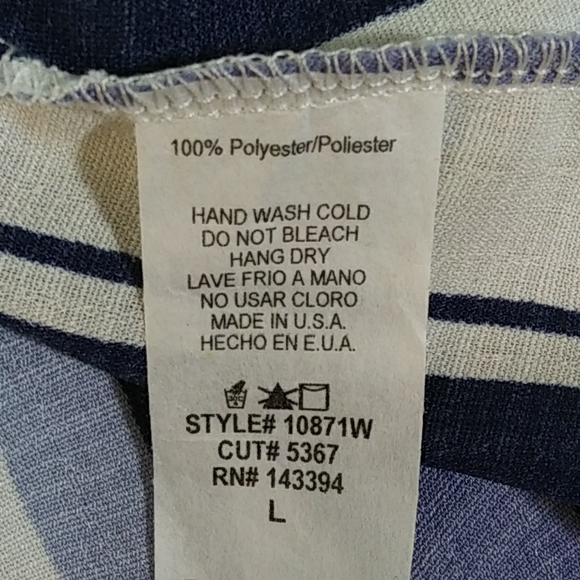 100% Polyester/Poliester
HAND WASH COLD
DO NOT BLEACH
HANG DRY
LAVE FRIO A MANO
NO USAR CLORO
MADE IN U.S.A.
HECHO EN E.U.A.
STYLE# 10871W
CUT# 5367
RN# 143394
L